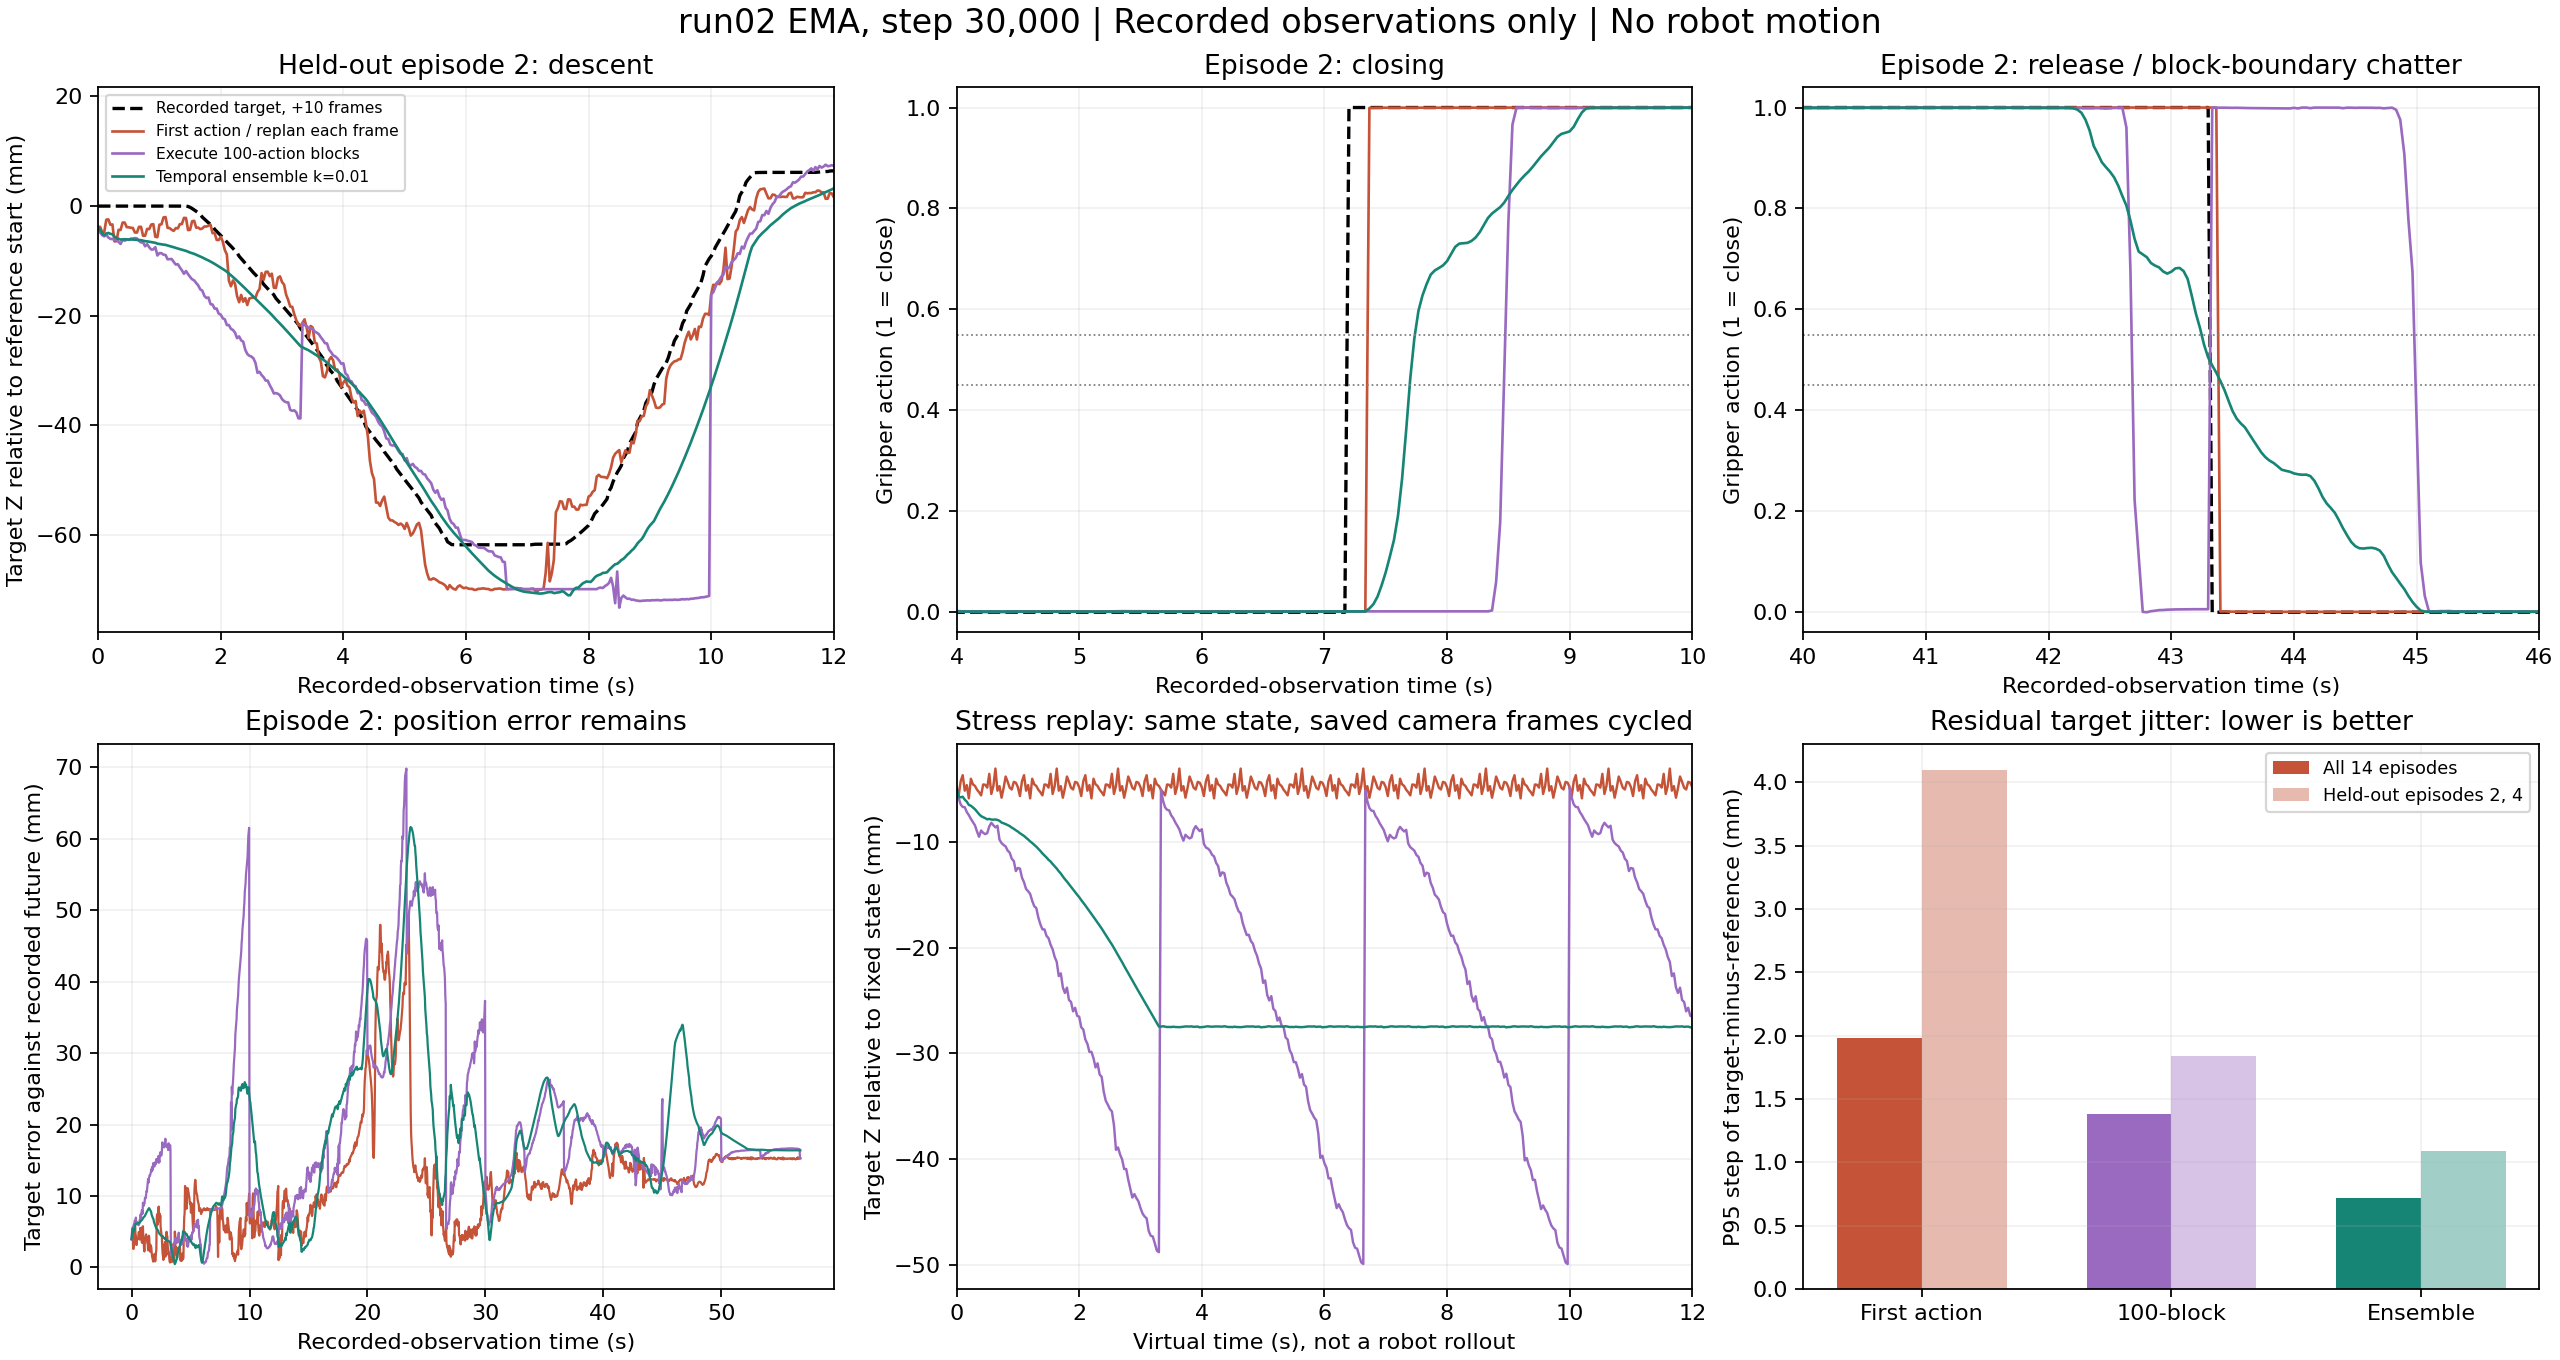 run02 EMA, step 30,000 | Recorded observations only | No robot motion
Held-out episode 2: descent
Target Z relative to reference start (mm)
20
0
−20
−40
−60
Recorded target, +10 frames
First action / replan each frame
Execute 100-action blocks
Temporal ensemble k=0.01
0 2 4 6 8 10 12
Recorded-observation time (s)
Episode 2: closing
Gripper action (1 = close)
1.0
0.8
0.6
0.4
0.2
0.0
4 5 6 7 8 9 10
Recorded-observation time (s)
Episode 2: release / block-boundary chatter
Gripper action (1 = close)
1.0
0.8
0.6
0.4
0.2
0.0
40 41 42 43 44 45 46
Recorded-observation time (s)
Episode 2: position error remains
Target error against recorded future (mm)
70
60
50
40
30
20
10
0
0 10 20 30 40 50
Recorded-observation time (s)
Stress replay: same state, saved camera frames cycled
Target Z relative to fixed state (mm)
−10
−20
−30
−40
−50
0 2 4 6 8 10 12
Virtual time (s), not a robot rollout
Residual target jitter: lower is better
P95 step of target-minus-reference (mm)
4.0
3.5
3.0
2.5
2.0
1.5
1.0
0.5
0.0
All 14 episodes
Held-out episodes 2, 4
First action 100-block Ensemble